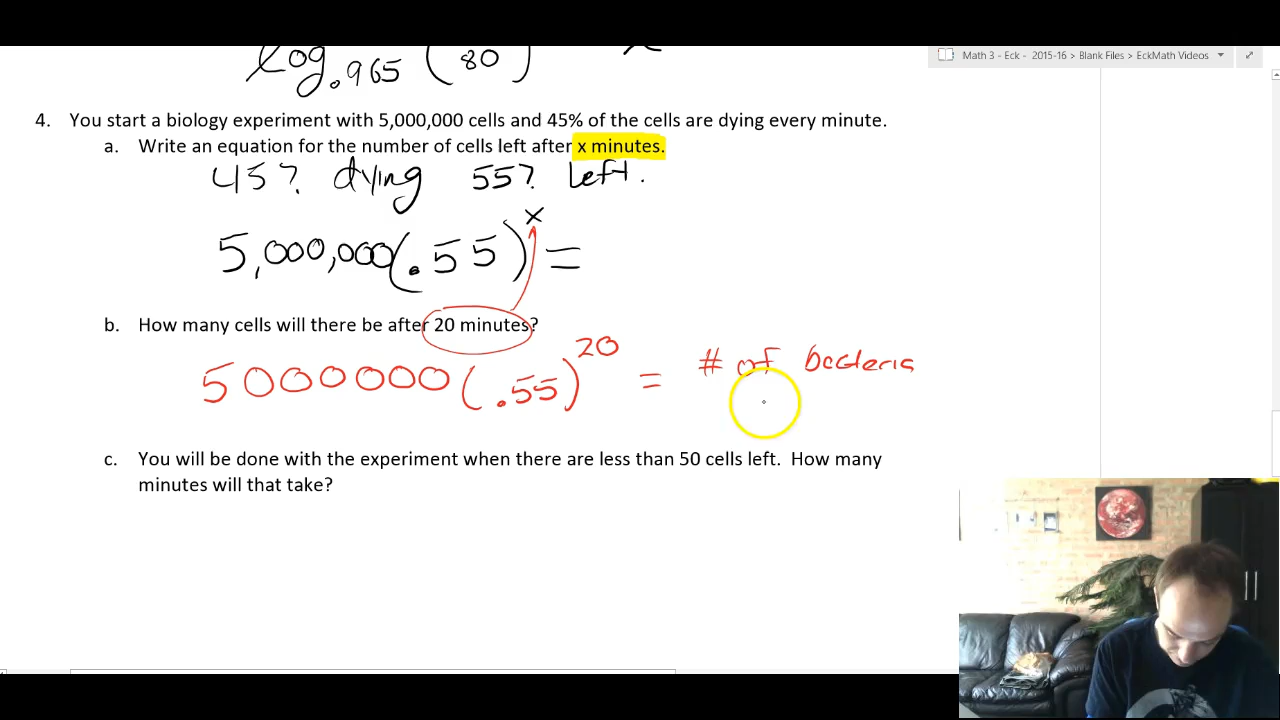 log.965 (80)
Math 3 - Eck - 2015-16 > Blank Files > EckMath Videos
4. You start a biology experiment with 5,000,000 cells and 45% of the cells are dying every minute.
a. Write an equation for the number of cells left after x minutes.
45% dying 55% left.
5,000,000(.55)^x =
b. How many cells will there be after 20 minutes?
5000000(.55)^20 = # of bacteria
c. You will be done with the experiment when there are less than 50 cells left. How many
minutes will that take?